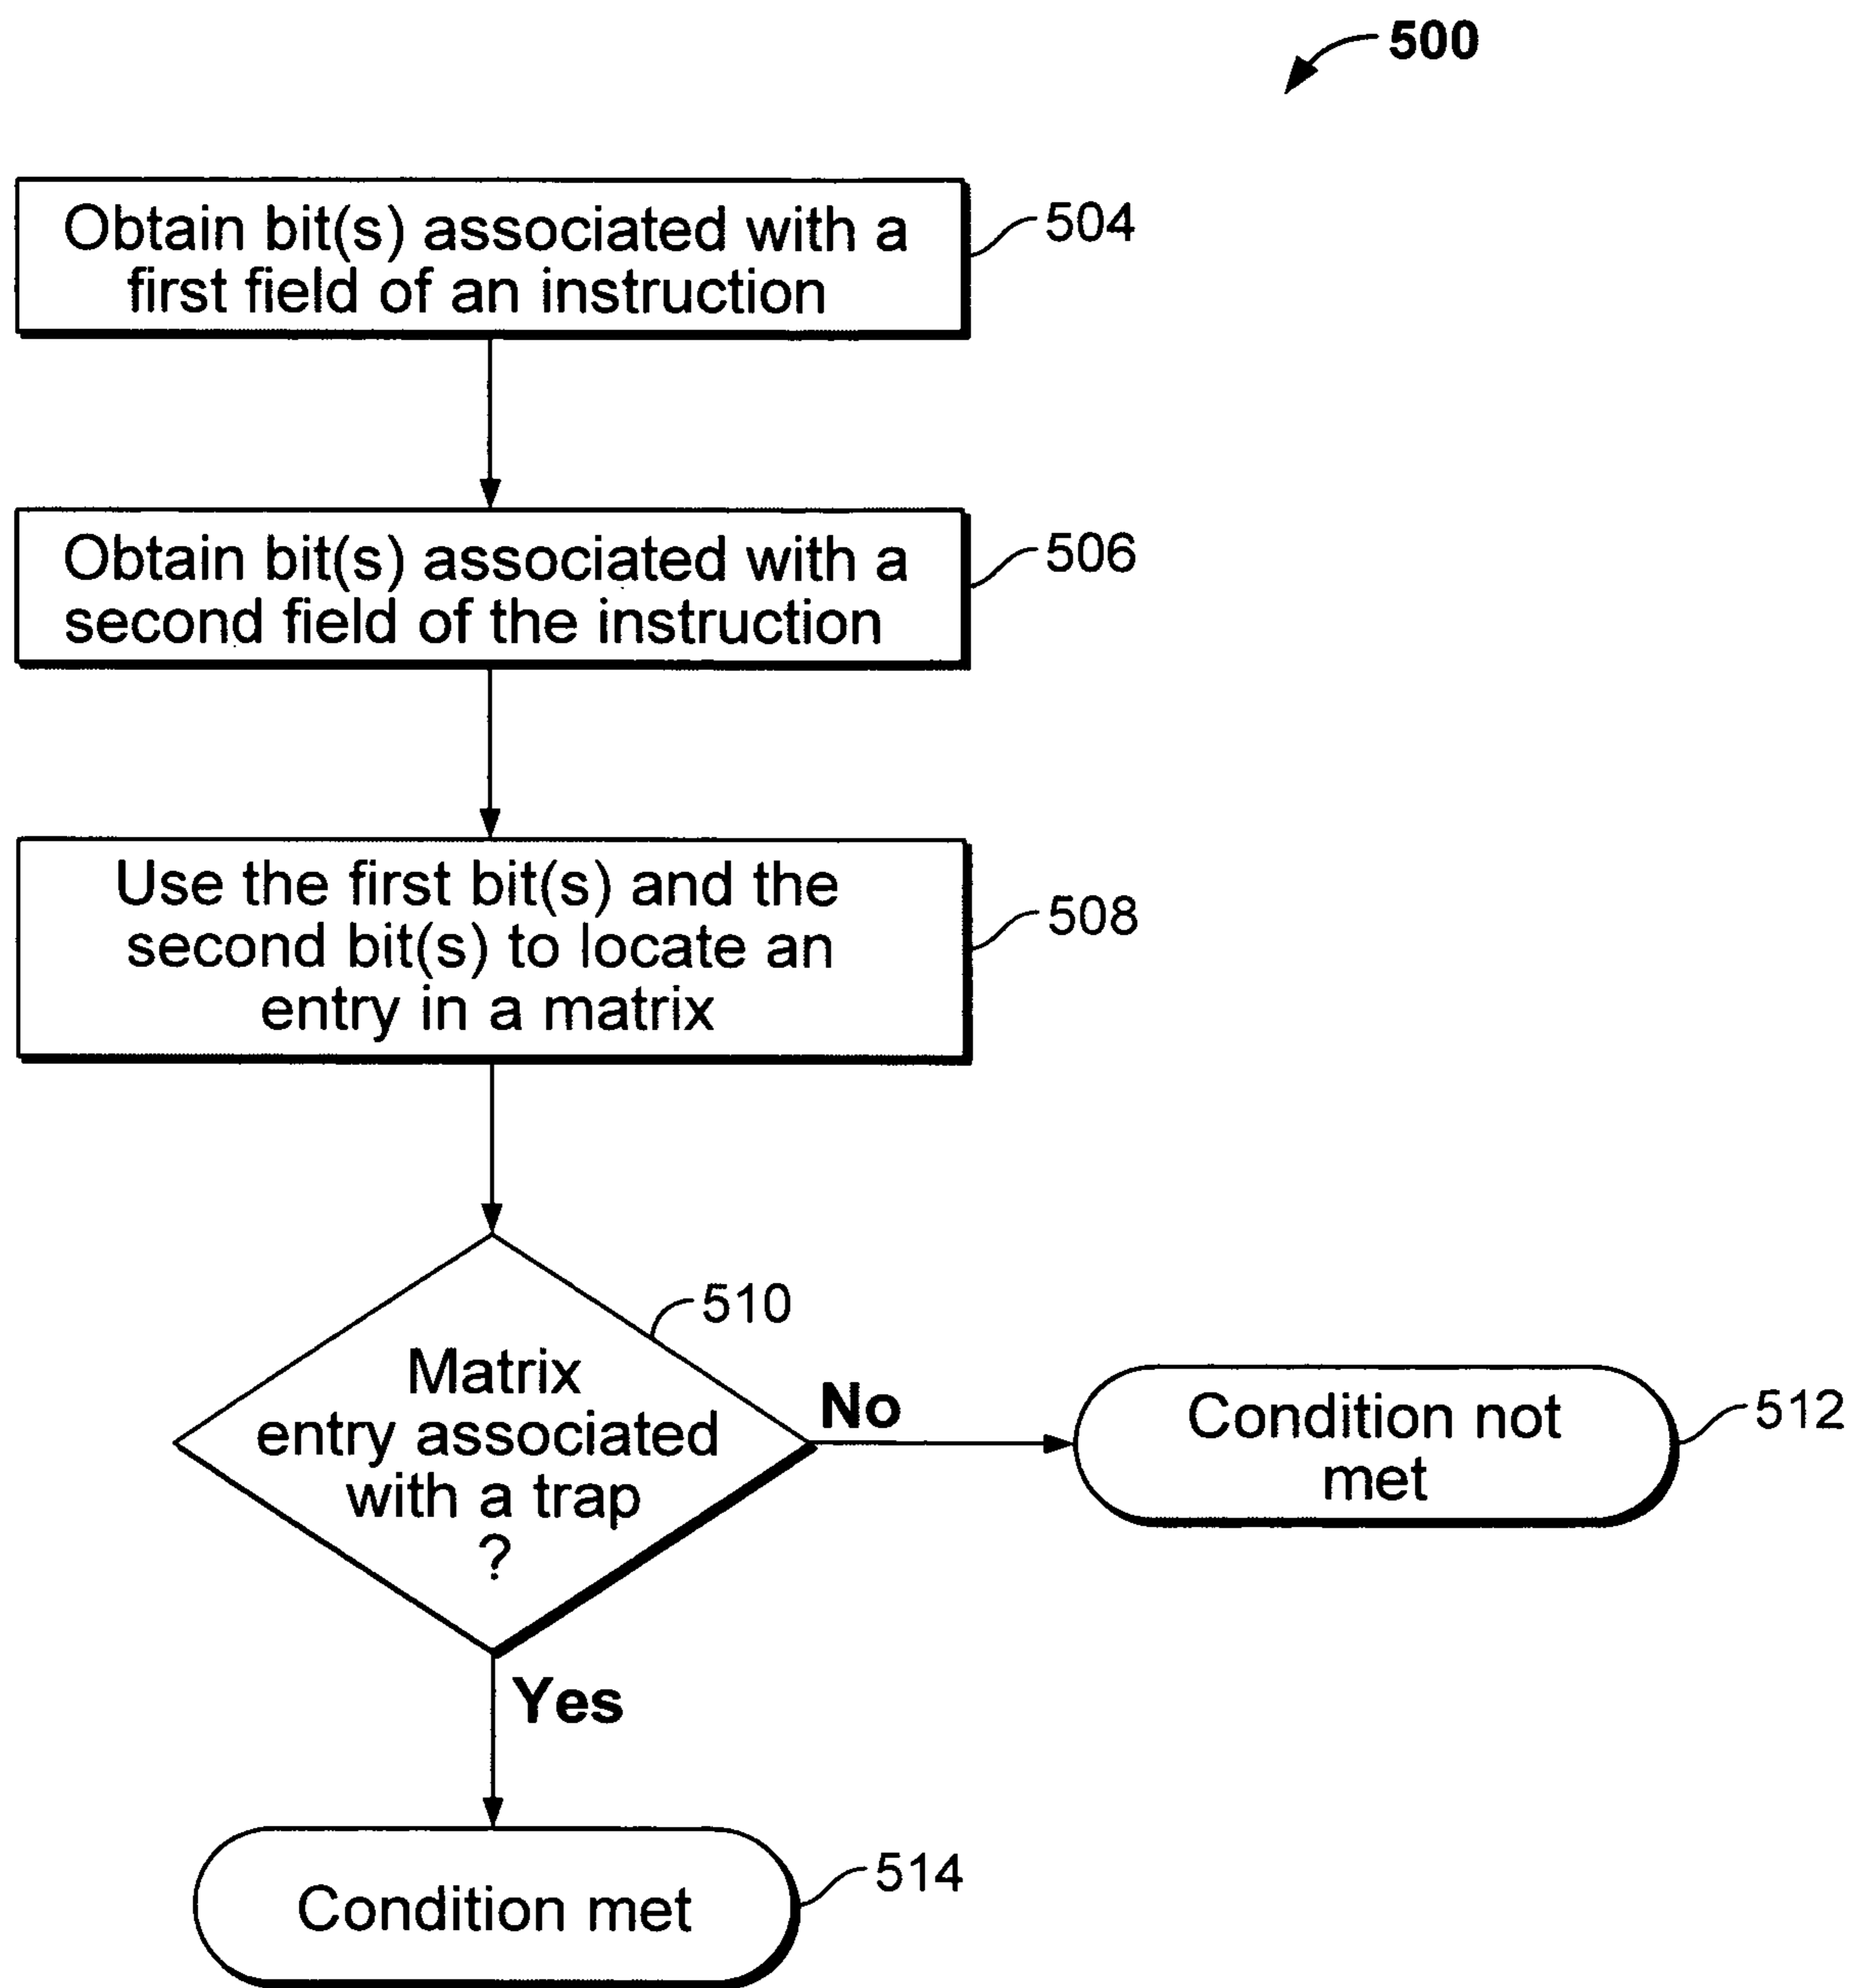 500
Obtain bit(s) associated with a
first field of an instruction
504
Obtain bit(s) associated with a
second field of the instruction
506
Use the first bit(s) and the
second bit(s) to locate an
entry in a matrix
508
510
Matrix
entry associated
with a trap
?
No
Condition not
met
512
Yes
Condition met
514